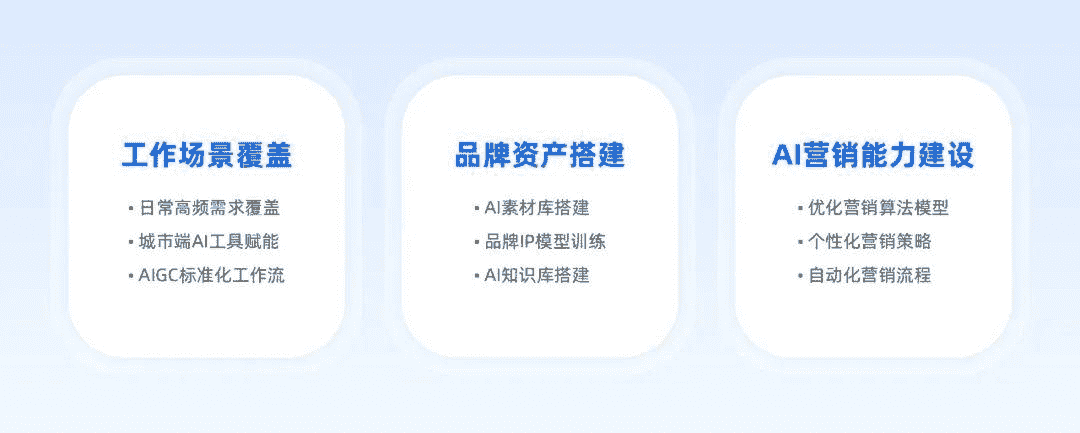 工作场景覆盖
• 日常高频需求覆盖
• 城市端AI工具赋能
• AIGC标准化工作流
品牌资产搭建
• AI素材库搭建
• 品牌IP模型训练
• AI知识库搭建
AI营销能力建设
• 优化营销算法模型
• 个性化营销策略
• 自动化营销流程